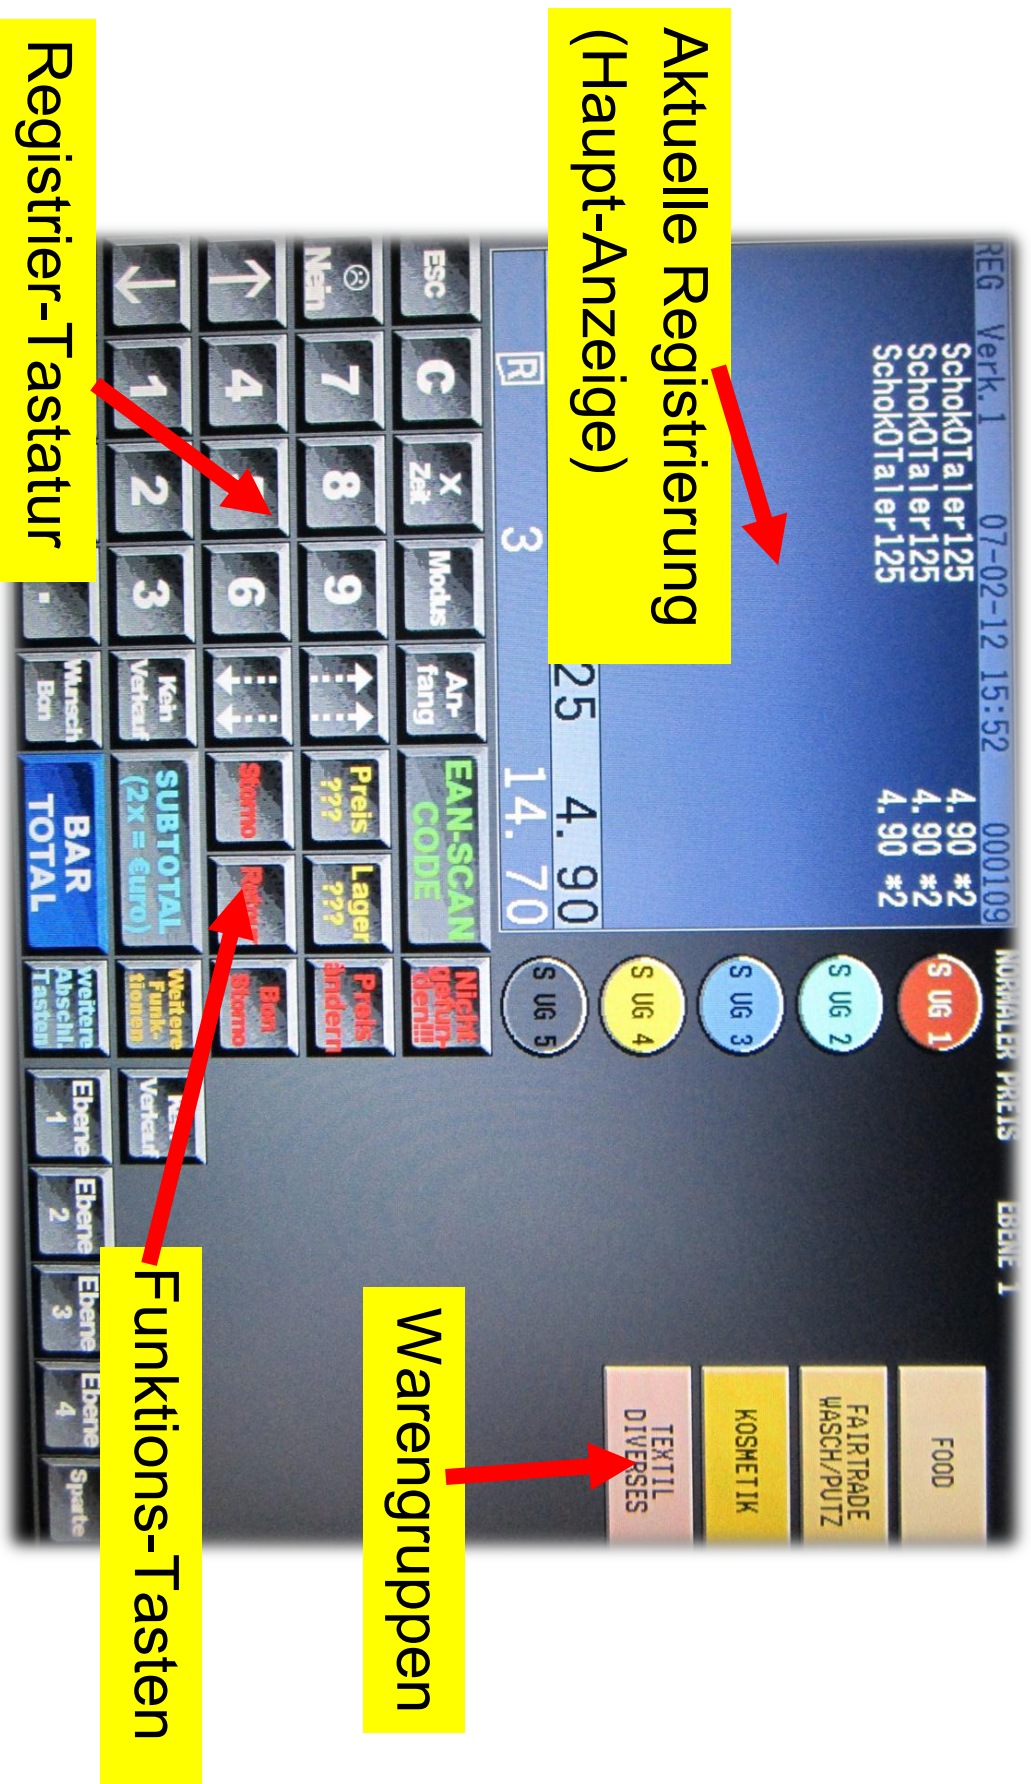 Aktuelle Registrierung
(Haupt-Anzeige)
REG Verk.1 07-02-12 15:52 000109
SchokOTaler125 4.90 *2
SchokOTaler125 4.90 *2
SchokOTaler125 4.90 *2
25 4.90
R 3 14.70
NORMALER PREIS EBENE 1
S UG 1
S UG 2
S UG 3
S UG 4
S UG 5
FOOD
FAIRTRADE
WASCH/PUTZ
KOSMETIK
TEXTIL
DIVERSES
Warengruppen
ESC
C
X
Zeit
Modus
An-
fang
EAN-SCAN
CODE
Nicht
gefun-
den!!!
Nein
7
8
9
Preis
???
Lager
???
Preis
ändern
4
6
Storno
Bon
Storno
1
2
3
Kein
Verkauf
SUBTOTAL
(2x = €uro)
Weitere
Funk-
tionen
Verkauf
.
Wunsch
Bon
BAR
TOTAL
weitere
Abschl.
Tasten
Ebene
1
Ebene
2
Ebene
3
Ebene
4
Sparte
Registrier-Tastatur
Funktions-Tasten